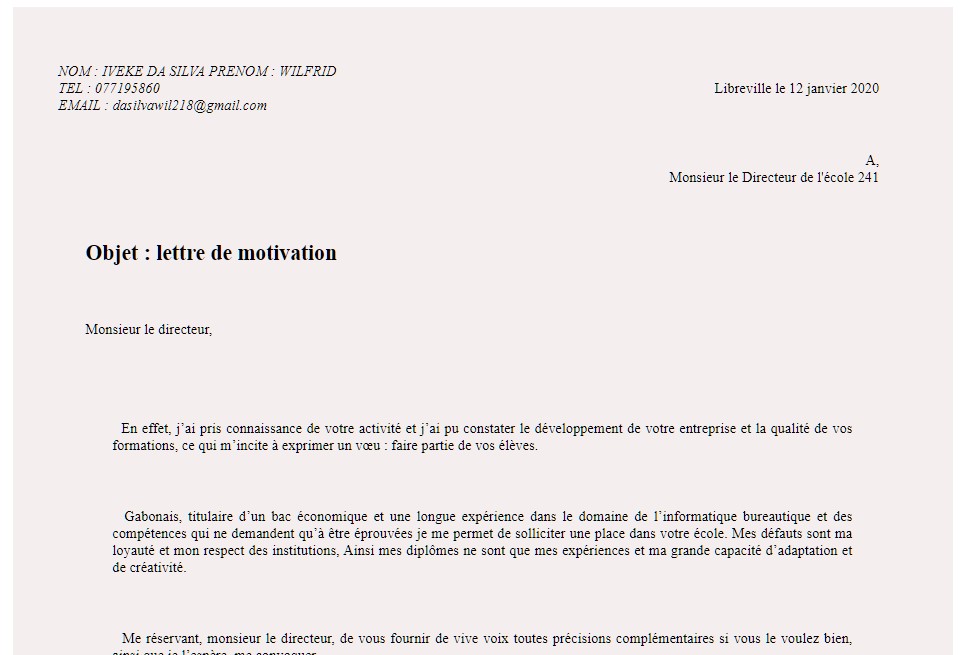 NOM : IVEKE DA SILVA PRENOM : WILFRID
TEL : 077195860
EMAIL : dasilvawil218@gmail.com
Libreville le 12 janvier 2020
A,
Monsieur le Directeur de l'école 241
Objet : lettre de motivation
Monsieur le directeur,
En effet, j’ai pris connaissance de votre activité et j’ai pu constater le développement de votre entreprise et la qualité de vos
formations, ce qui m’incite à exprimer un vœu : faire partie de vos élèves.
Gabonais, titulaire d’un bac économique et une longue expérience dans le domaine de l’informatique bureautique et des
compétences qui ne demandent qu’à être éprouvées je me permet de solliciter une place dans votre école. Mes défauts sont ma
loyauté et mon respect des institutions, Ainsi mes diplômes ne sont que mes expériences et ma grande capacité d’adaptation et
de créativité.
Me réservant, monsieur le directeur, de vous fournir de vive voix toutes précisions complémentaires si vous le voulez bien,
ainsi que je l’espère, me convoquer.